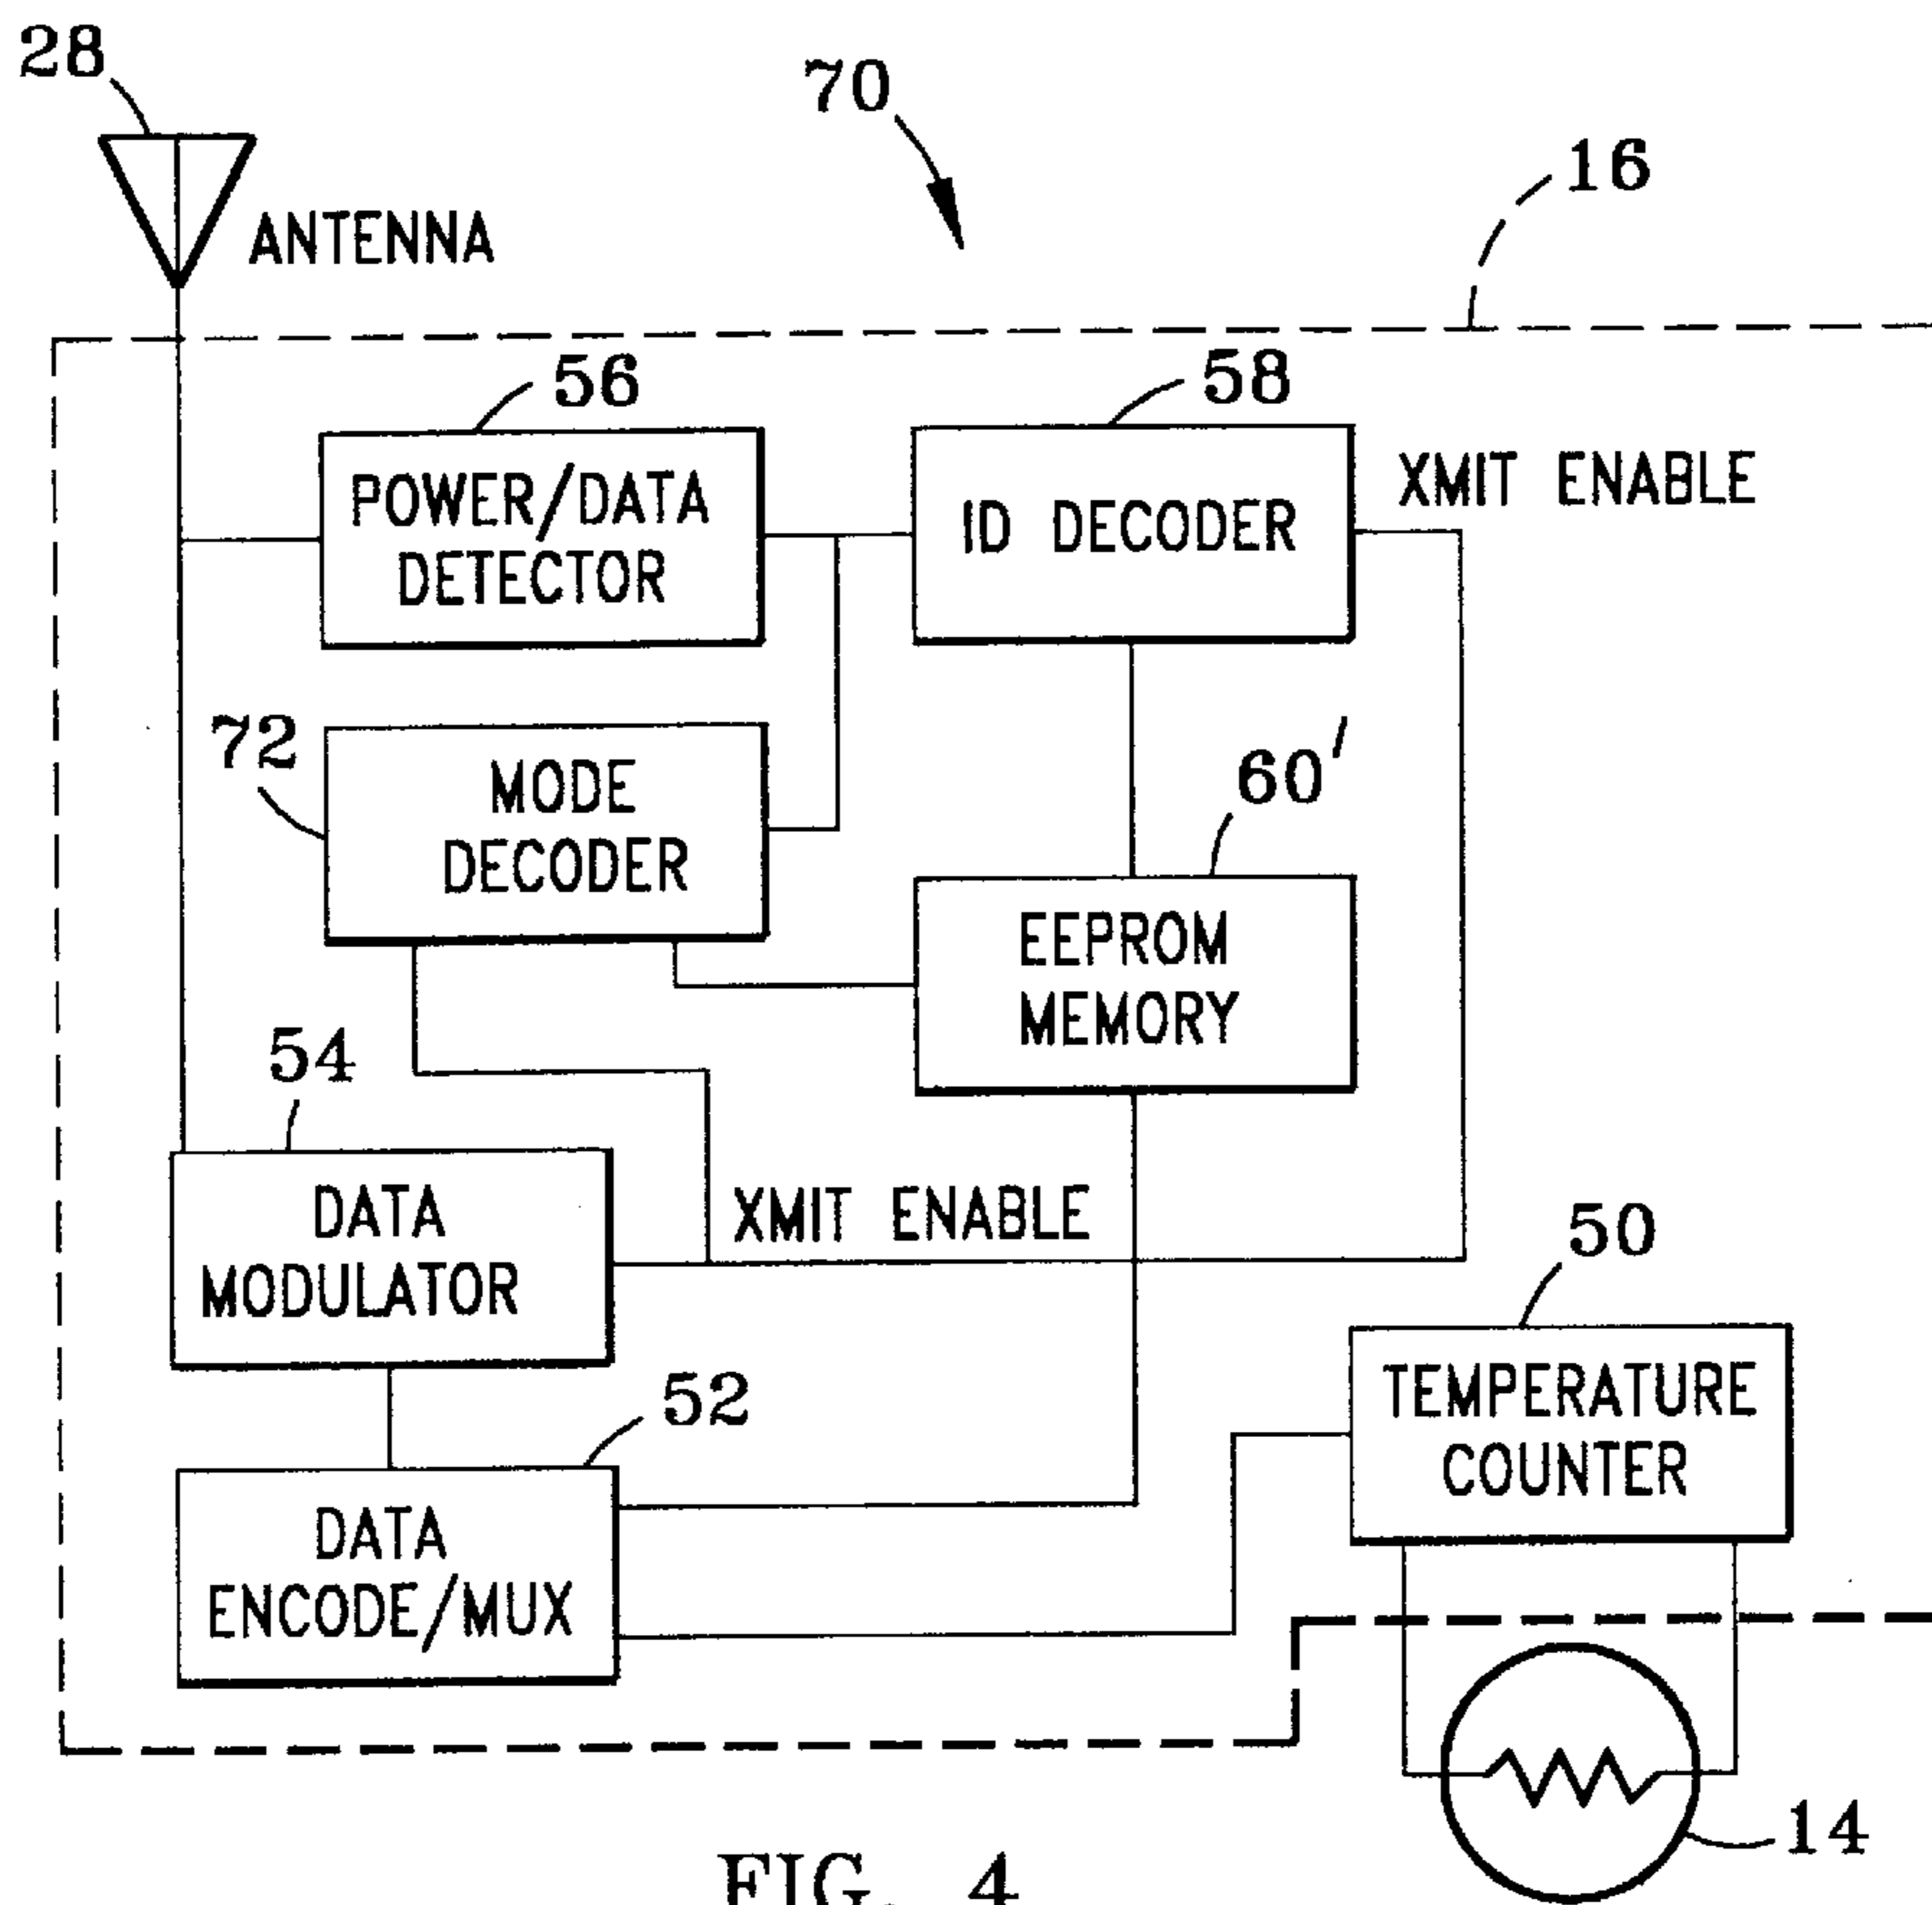 28
70
16
ANTENNA
56
58
POWER/DATA
DETECTOR
ID DECODER
XMIT ENABLE
72
MODE
DECODER
60'
EEPROM
MEMORY
54
DATA
MODULATOR
XMIT ENABLE
50
TEMPERATURE
COUNTER
52
DATA
ENCODE/MUX
14
FIG. 4